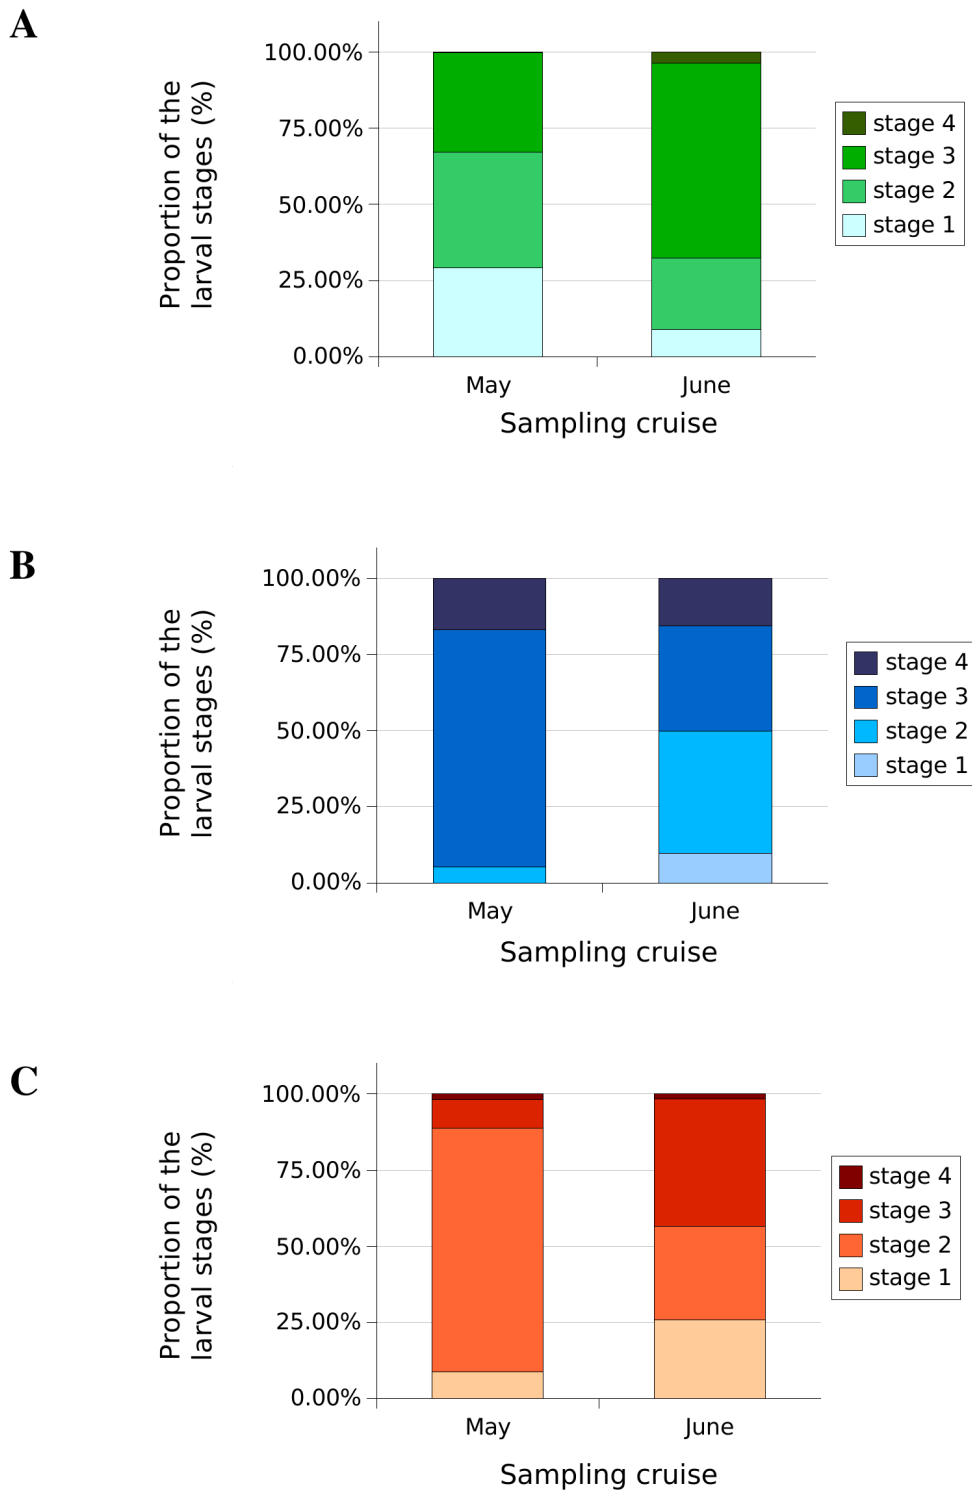 A
Proportion of the
larval stages (%)
100.00%
75.00%
50.00%
25.00%
0.00%
May
June
Sampling cruise
stage 4
stage 3
stage 2
stage 1
B
Proportion of the
larval stages (%)
100.00%
75.00%
50.00%
25.00%
0.00%
May
June
Sampling cruise
stage 4
stage 3
stage 2
stage 1
C
Proportion of the
larval stages (%)
100.00%
75.00%
50.00%
25.00%
0.00%
May
June
Sampling cruise
stage 4
stage 3
stage 2
stage 1